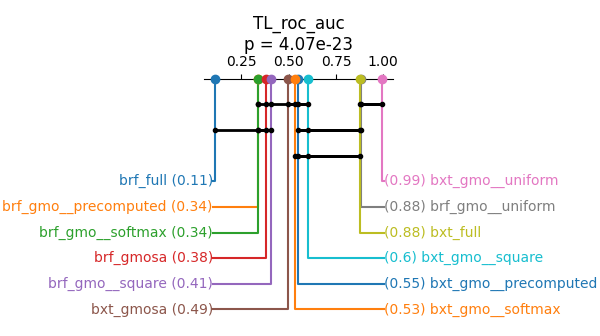 TL_roc_auc
p = 4.07e-23
0.25 0.50 0.75 1.00
brf_full (0.11) (0.99) bxt_gmo__uniform
brf_gmo__precomputed (0.34) (0.88) brf_gmo__uniform
brf_gmo__softmax (0.34) (0.88) bxt_full
brf_gmosa (0.38) (0.6) bxt_gmo__square
brf_gmo__square (0.41) (0.55) bxt_gmo__precomputed
bxt_gmosa (0.49) (0.53) bxt_gmo__softmax